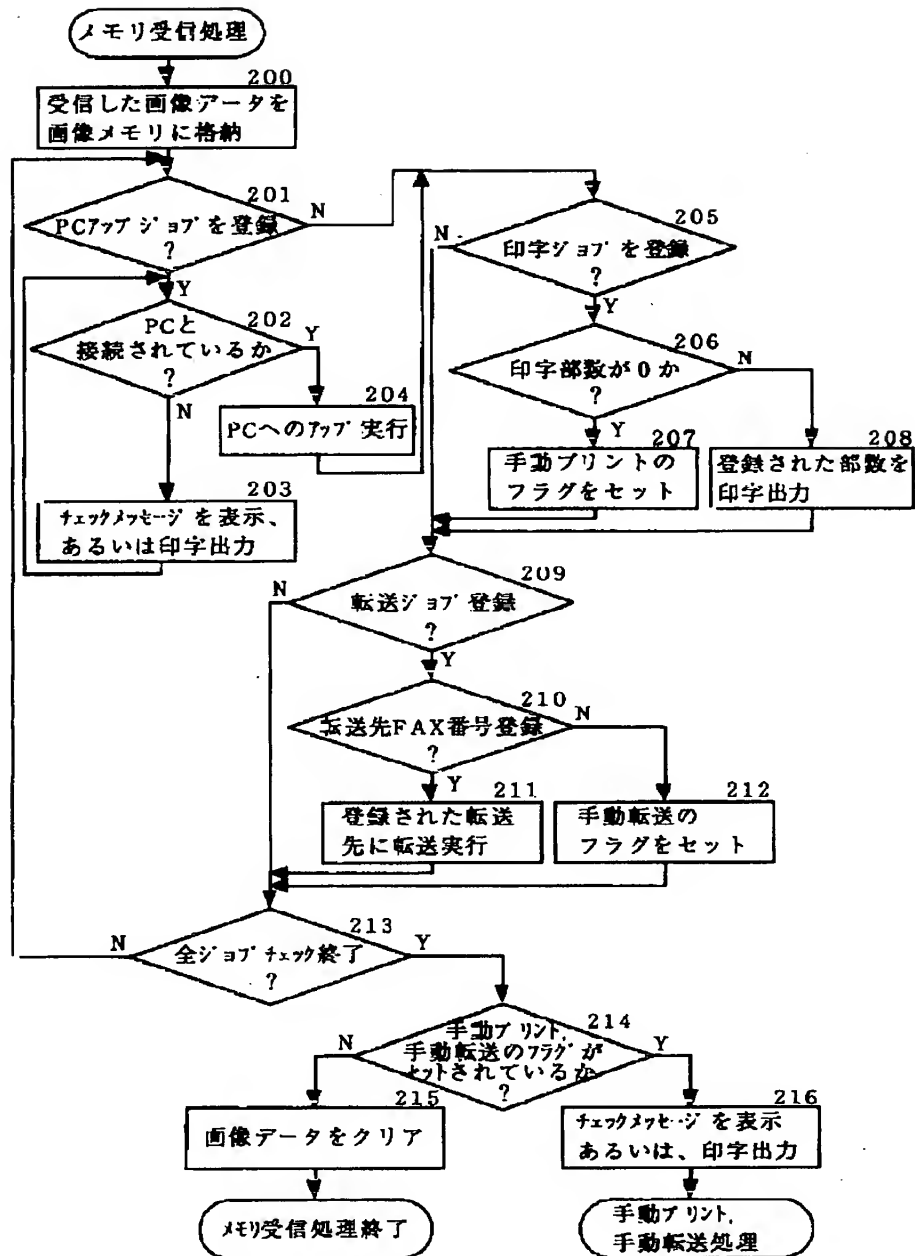 メモリ受信処理
200
受信した画像データを
画像メモリに格納
201
PCアップジョブを登録
?
N
Y
PCと
接続されているか
?
202
Y
N
204
PCへのアップ実行
203
チェックメッセージを表示、
あるいは印字出力
205
印字ジョブを登録
?
N
Y
206
印字部数が0か
?
N
Y
207
手動プリントの
フラグをセット
208
登録された部数を
印字出力
209
転送ジョブ登録
?
N
Y
210
転送先FAX番号登録
?
N
Y
211
登録された転送
先に転送実行
212
手動転送の
フラグをセット
213
全ジョブチェック終了
?
N
Y
214
手動プリント,
手動転送のフラグが
セットされているか
?
N
Y
215
画像データをクリア
216
チェックメッセージを表示
あるいは、印字出力
メモリ受信処理終了
手動プリント,
手動転送処理